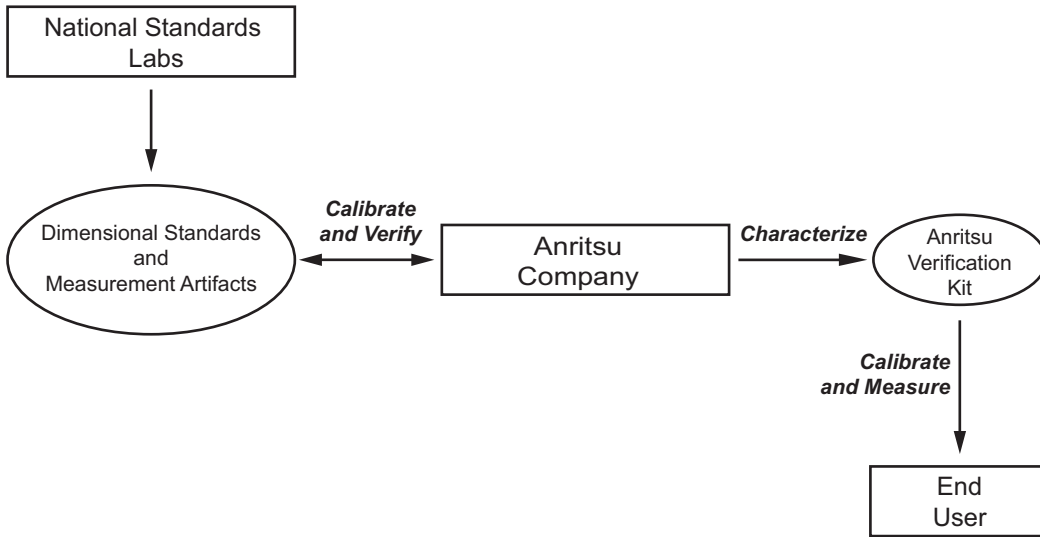 National Standards
Labs
Dimensional Standards
and
Measurement Artifacts
Calibrate
and Verify
Anritsu
Company
Characterize
Anritsu
Verification
Kit
Calibrate
and Measure
End
User